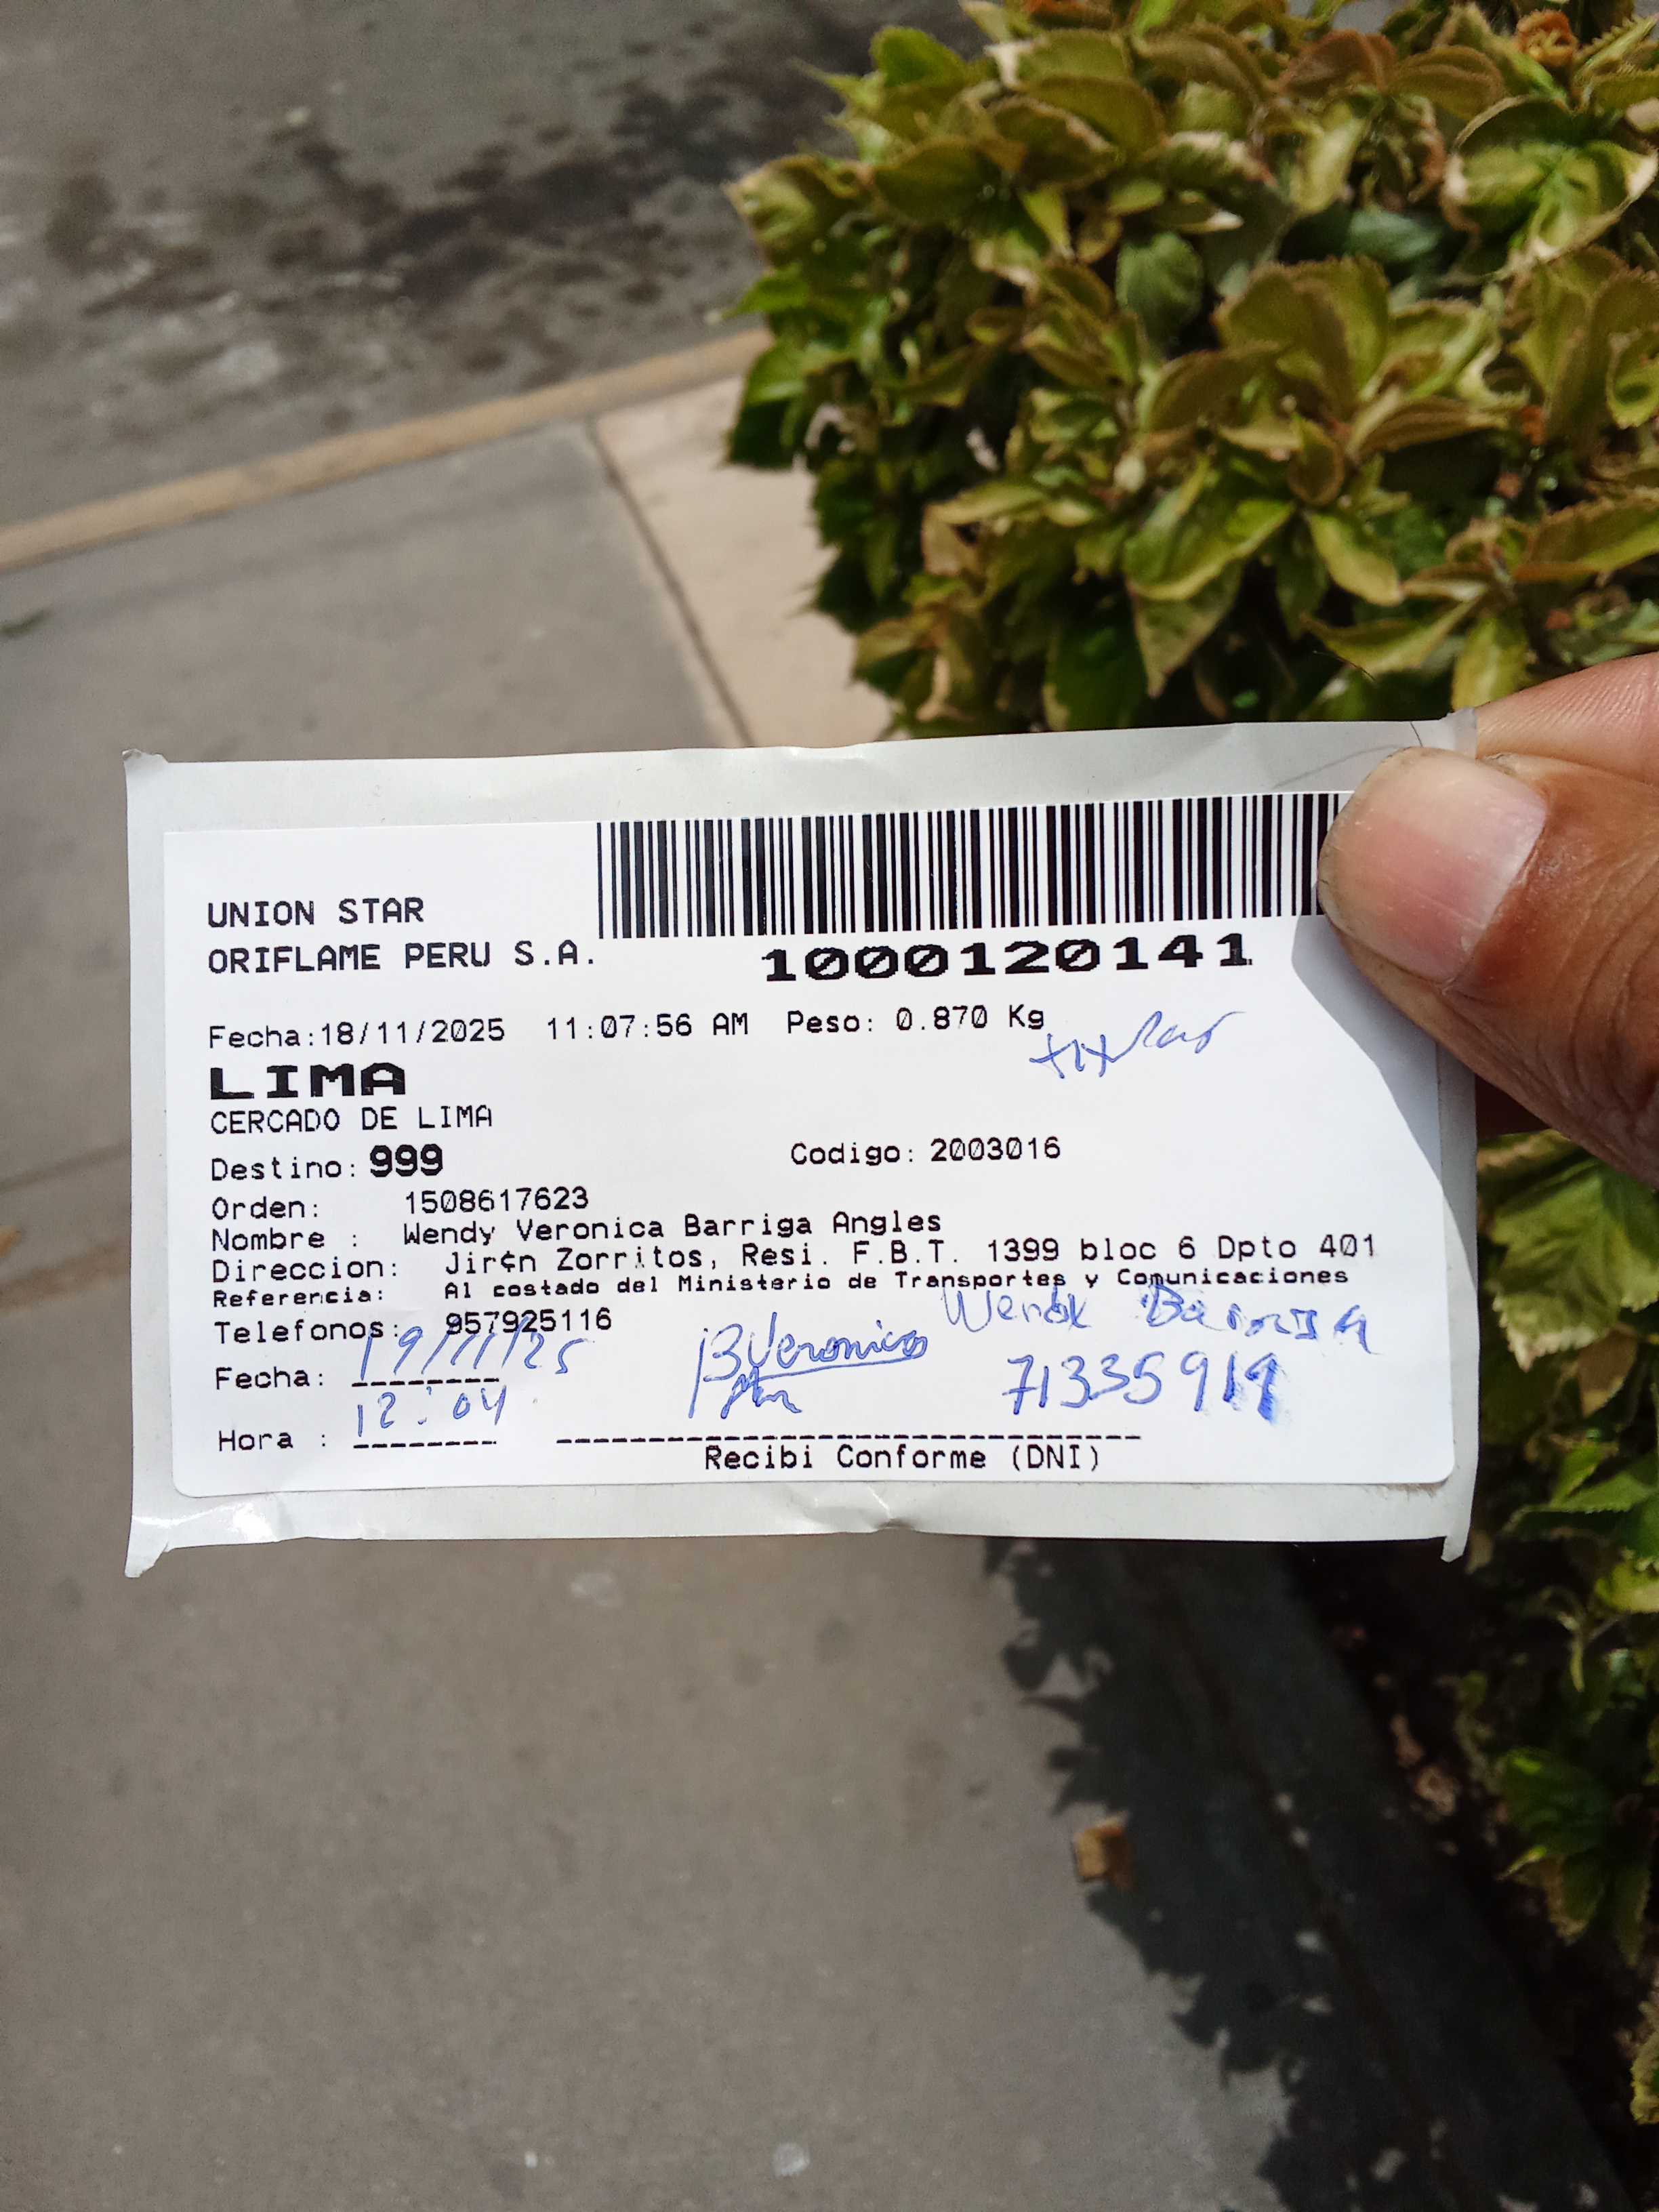 UNION STAR
ORIFLAME PERU S.A.
1000120141
Fecha:18/11/2025 11:07:56 AM Peso: 0.870 Kg
LIMA
CERCADO DE LIMA
Destino: 999 Codigo: 2003016
Orden: 1508617623
Nombre : Wendy Veronica Barriga Angles
Direccion: Jir¢n Zorritos, Resi. F.B.T. 1399 bloc 6 Dpto 401
Referencia: Al costado del Ministerio de Transportes y Comunicaciones
Telefonos: 957925116
Wendy Barriga
Fecha: 19/11/25
BVeronica
Hora : 12:04
Recibi Conforme (DNI)